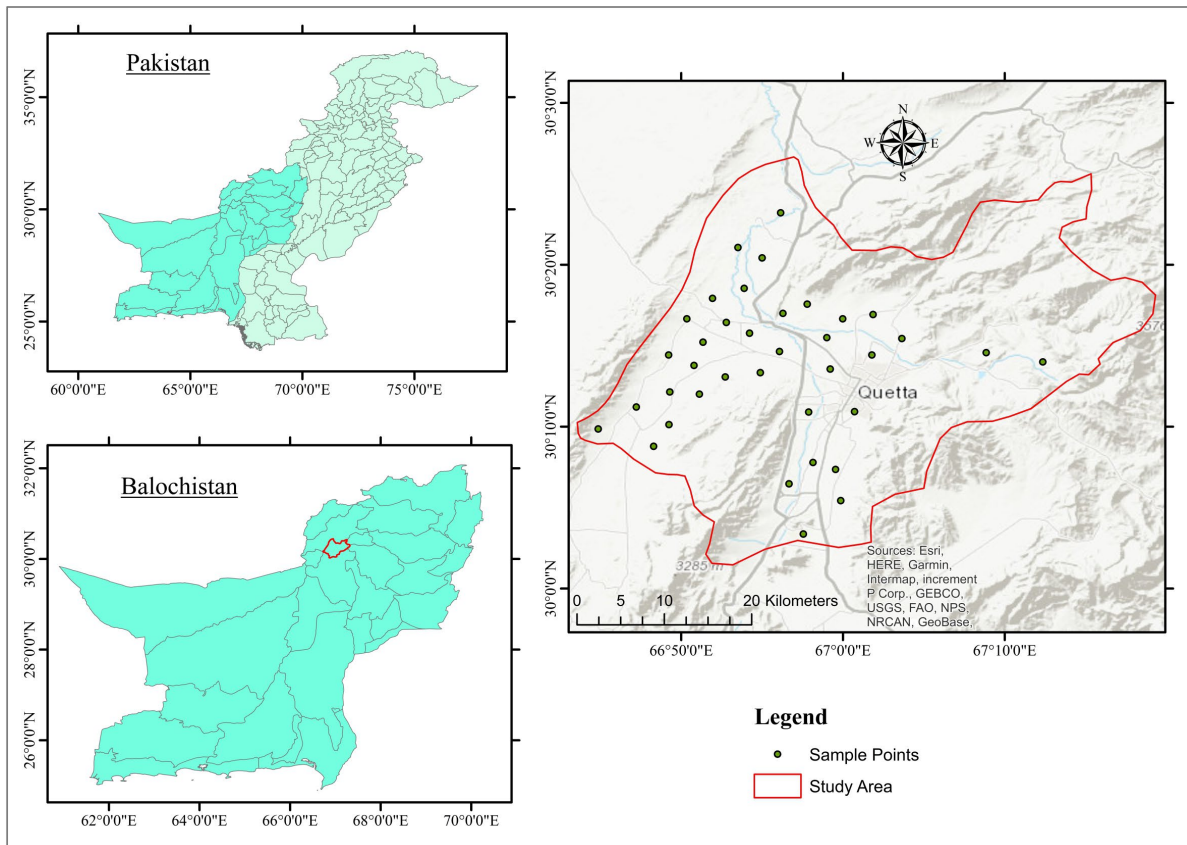 Pakistan
35°0'0"N
30°0'0"N
25°0'0"N
60°0'0"E
65°0'0"E
70°0'0"E
75°0'0"E
Balochistan
32°0'0"N
30°0'0"N
28°0'0"N
26°0'0"N
62°0'0"E
64°0'0"E
66°0'0"E
68°0'0"E
70°0'0"E
30°30'0"N
30°20'0"N
30°10'0"N
30°0'0"N
N
W
E
S
3576
Quetta
3285 m
Sources: Esri,
HERE, Garmin,
Intermap, increment
P Corp., GEBCO,
USGS, FAO, NPS,
NRCAN, GeoBase,
0 5 10 20 Kilometers
66°50'0"E
67°0'0"E
67°10'0"E
Legend
Sample Points
Study Area